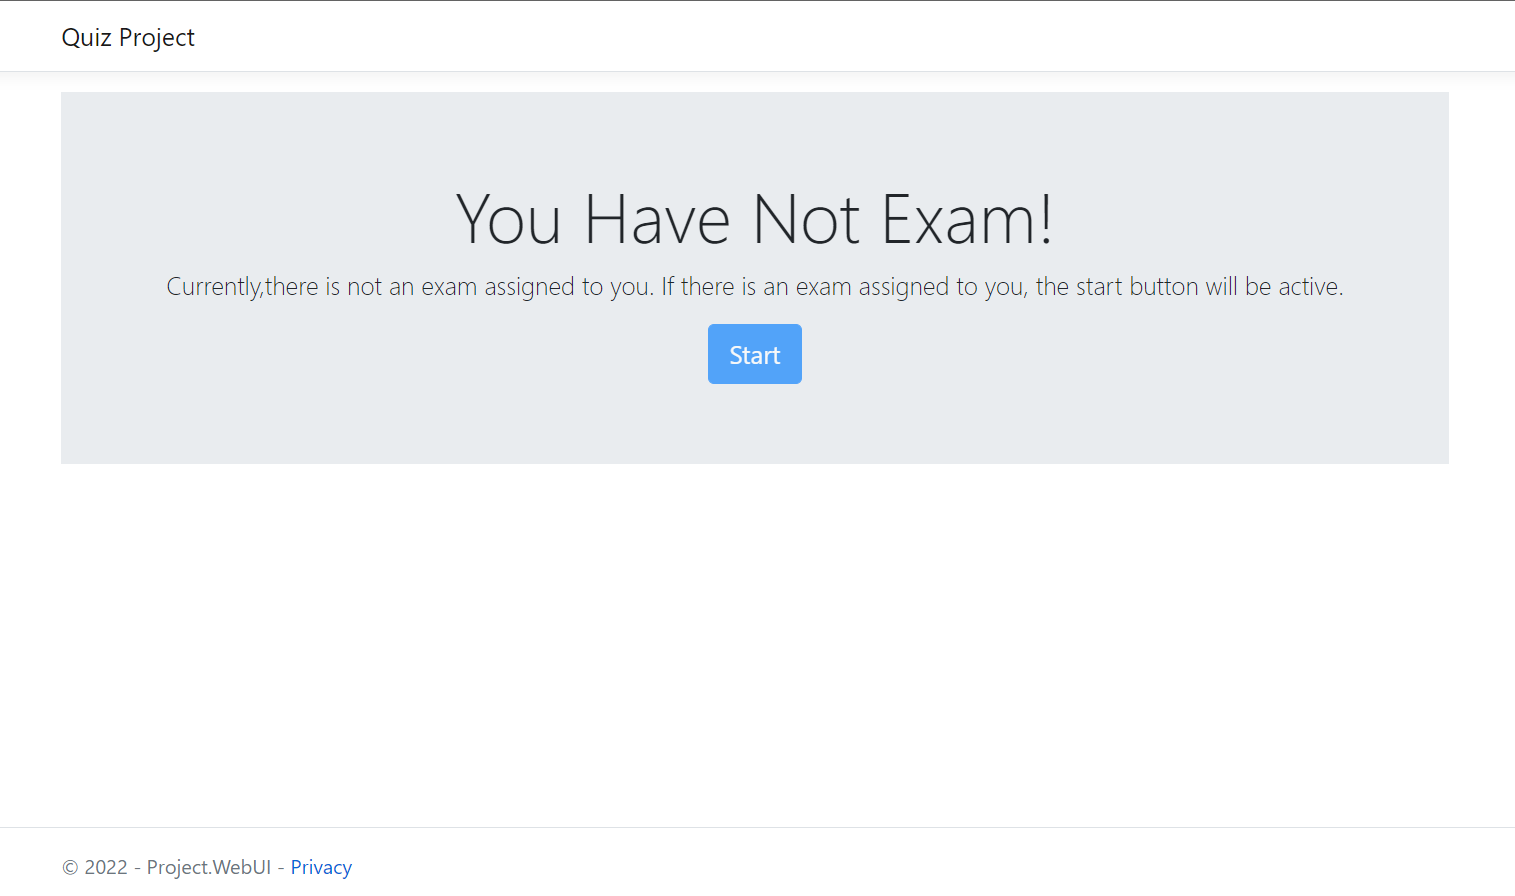 Quiz Project
You Have Not Exam!
Currently,there is not an exam assigned to you. If there is an exam assigned to you, the start button will be active.
Start
© 2022 - Project.WebUI - Privacy